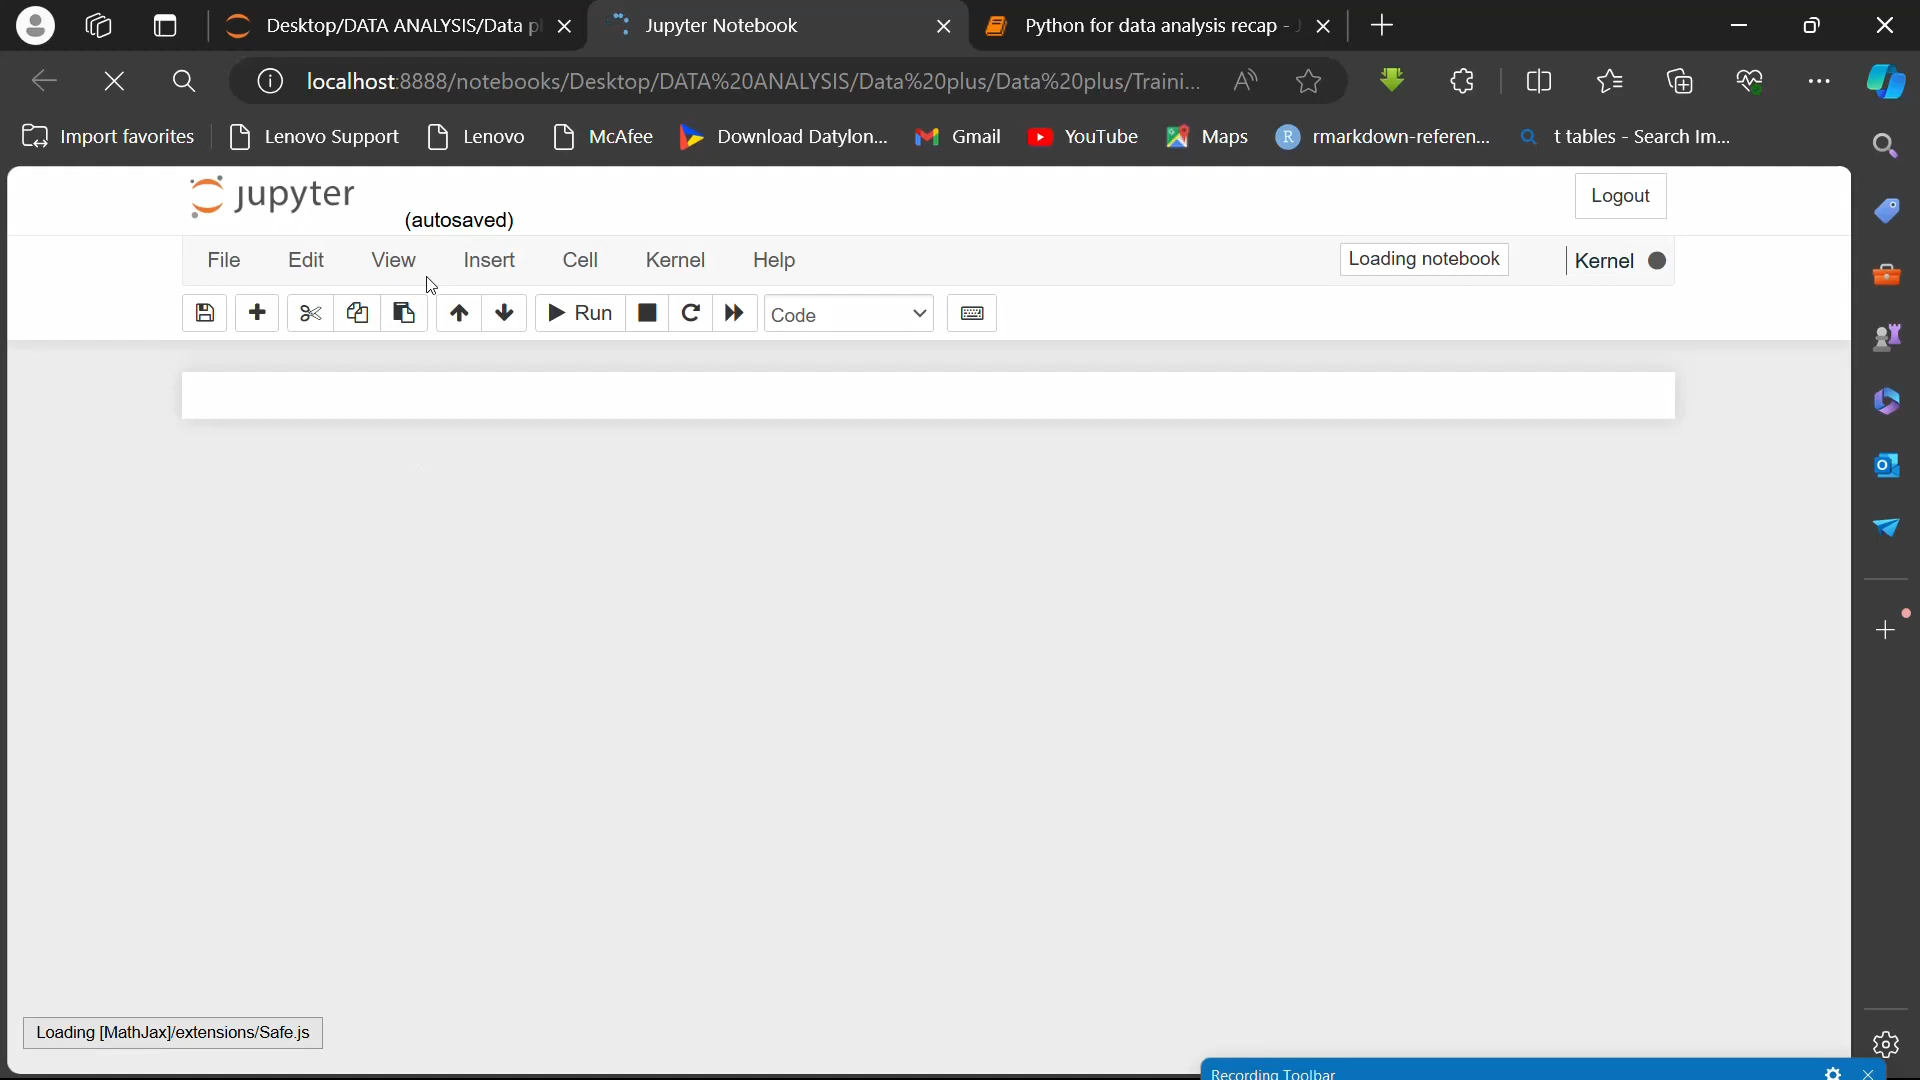 Desktop/DATA ANALYSIS/Data pl
Jupyter Notebook
Python for data analysis recap -
localhost:8888/notebooks/Desktop/DATA%20ANALYSIS/Data%20plus/Data%20plus/Traini...
Import favorites
Lenovo Support
Lenovo
McAfee
Download Datylon...
Gmail
YouTube
Maps
R
rmarkdown-referen...
t tables - Search Im...
jupyter
(autosaved)
Logout
File
Edit
View
Insert
Cell
Kernel
Help
Loading notebook
Kernel
Run
Code
Loading [MathJax]/extensions/Safe.js
Recording Toolbar